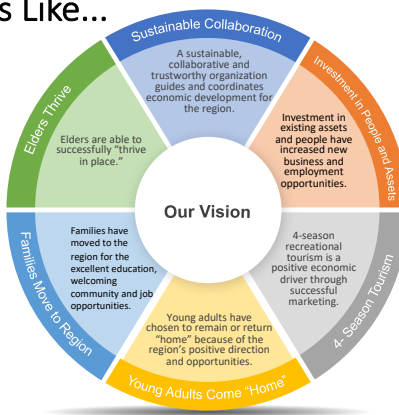 s Like...
Sustainable Collaboration
A sustainable,
collaborative and
trustworthy organization
guides and coordinates
economic development for
the region.
Investment in People and Assets
Investment in
existing assets
and people have
increased new
business and
employment
opportunities.
4- Season Tourism
4-season
recreational
tourism is a
positive economic
driver through
successful
marketing.
Young Adults Come “Home”
Young adults have
chosen to remain or return
“home” because of the
region’s positive direction
and opportunities.
Families Move to Region
Families have
moved to the
region for the
excellent education,
welcoming
community and job
opportunities.
Elders Thrive
Elders are able to
successfully “thrive
in place.”
Our Vision